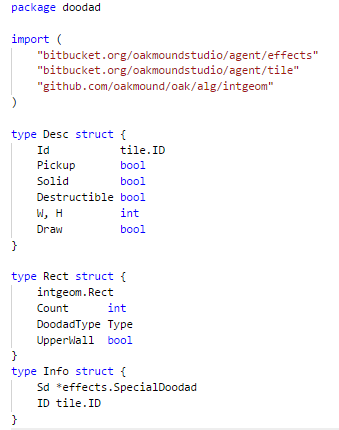 package doodad

import (
    "bitbucket.org/oakmoundstudio/agent/effects"
    "bitbucket.org/oakmoundstudio/agent/tile"
    "github.com/oakmound/oak/alg/intgeom"
)

type Desc struct {
    Id           tile.ID
    Pickup       bool
    Solid        bool
    Destructible bool
    W, H         int
    Draw         bool
}

type Rect struct {
    intgeom.Rect
    Count      int
    DoodadType Type
    UpperWall  bool
}
type Info struct {
    Sd *effects.SpecialDoodad
    ID tile.ID
}